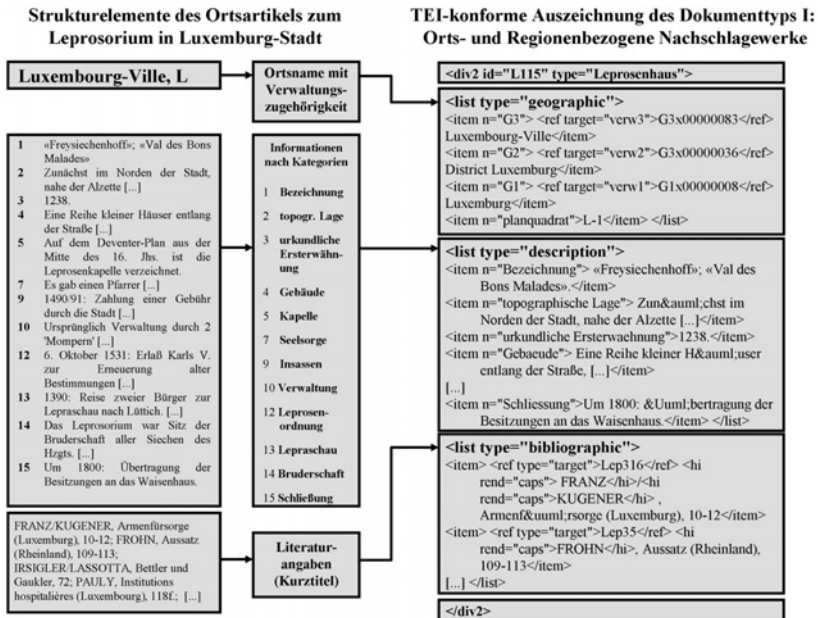 Strukturelemente des Ortsartikels zum
Leprosorium in Luxemburg-Stadt
Luxembourg-Ville, L
1 «Freysiechenhoff»; «Val des Bons
Malades»
2 Zunächst im Norden der Stadt,
nahe der Alzette [...]
3 1238.
4 Eine Reihe kleiner Häuser entlang
der Straße [...]
5 Auf dem Deventer-Plan aus der
Mitte des 16. Jhs. ist die
Leprosenkapelle verzeichnet.
7 Es gab einen Pfarrer [...]
9 1490/91: Zahlung einer Gebühr
durch die Stadt [...]
10 Ursprünglich Verwaltung durch 2
'Mompern' [...]
12 6. Oktober 1531: Erlaß Karls V.
zur Erneuerung alter
Bestimmungen [...]
13 1390: Reise zweier Bürger zur
Lepraschau nach Lüttich. [...]
14 Das Leprosorium war Sitz der
Bruderschaft aller Siechen des
Hzgts. [...]
15 Um 1800: Übertragung der
Besitzungen an das Waisenhaus.
FRANZ/KUGENER, Armenfürsorge
(Luxemburg), 10-12; FROHN, Aussatz
(Rheinland), 109-113;
IRSIGLER/LASSOTTA, Bettler und
Gaukler, 72; PAULY, Institutions
hospitalières (Luxembourg), 118f.; [...]
Ortsname mit
Verwaltungs-
zugehörigkeit
Informationen
nach Kategorien
1 Bezeichnung
2 topogr. Lage
3 urkundliche
Ersterwähn-
ung
4 Gebäude
5 Kapelle
7 Seelsorge
9 Insassen
10 Verwaltung
12 Leprosen-
ordnung
13 Lepraschau
14 Bruderschaft
15 Schließung
Literatur-
angaben
(Kurztitel)
TEI-konforme Auszeichnung des Dokumenttyps I:
Orts- und Regionenbezogene Nachschlagewerke
<div2 id="L115" type="Leprosenhaus">
<list type="geographic">
<item n="G3"> <ref target="verw3">G3x00000083</ref>
Luxembourg-Ville</item>
<item n="G2"> <ref target="verw2">G3x00000036</ref>
District Luxemburg</item>
<item n="G1"> <ref target="verw1">G1x00000008</ref>
Luxemburg</item>
<item n="planquadrat">L-1</item> </list>
<list type="description">
<item n="Bezeichnung"> «Freysiechenhoff»; «Val des
Bons Malades».</item>
<item n="topographische Lage"> Zun&auml;chst im
Norden der Stadt, nahe der Alzette [...]</item>
<item n="urkundliche Ersterwaehnung">1238.</item>
<item n="Gebaeude"> Eine Reihe kleiner H&auml;user
entlang der Straße, [...]</item>
[...]
<item n="Schliessung">Um 1800: &Uuml;bertragung der
Besitzungen an das Waisenhaus.</item> </list>
<list type="bibliographic">
<item> <ref type="target">Lep316</ref> <hi
rend="caps"> FRANZ</hi>/<hi
rend="caps">KUGENER</hi> ,
Armenf&uuml;rsorge (Luxemburg), 10-12</item>
<item> <ref type="target">Lep35</ref> <hi
rend="caps">FROHN</hi>, Aussatz (Rheinland),
109-113</item>
[...] </list>
</div2>